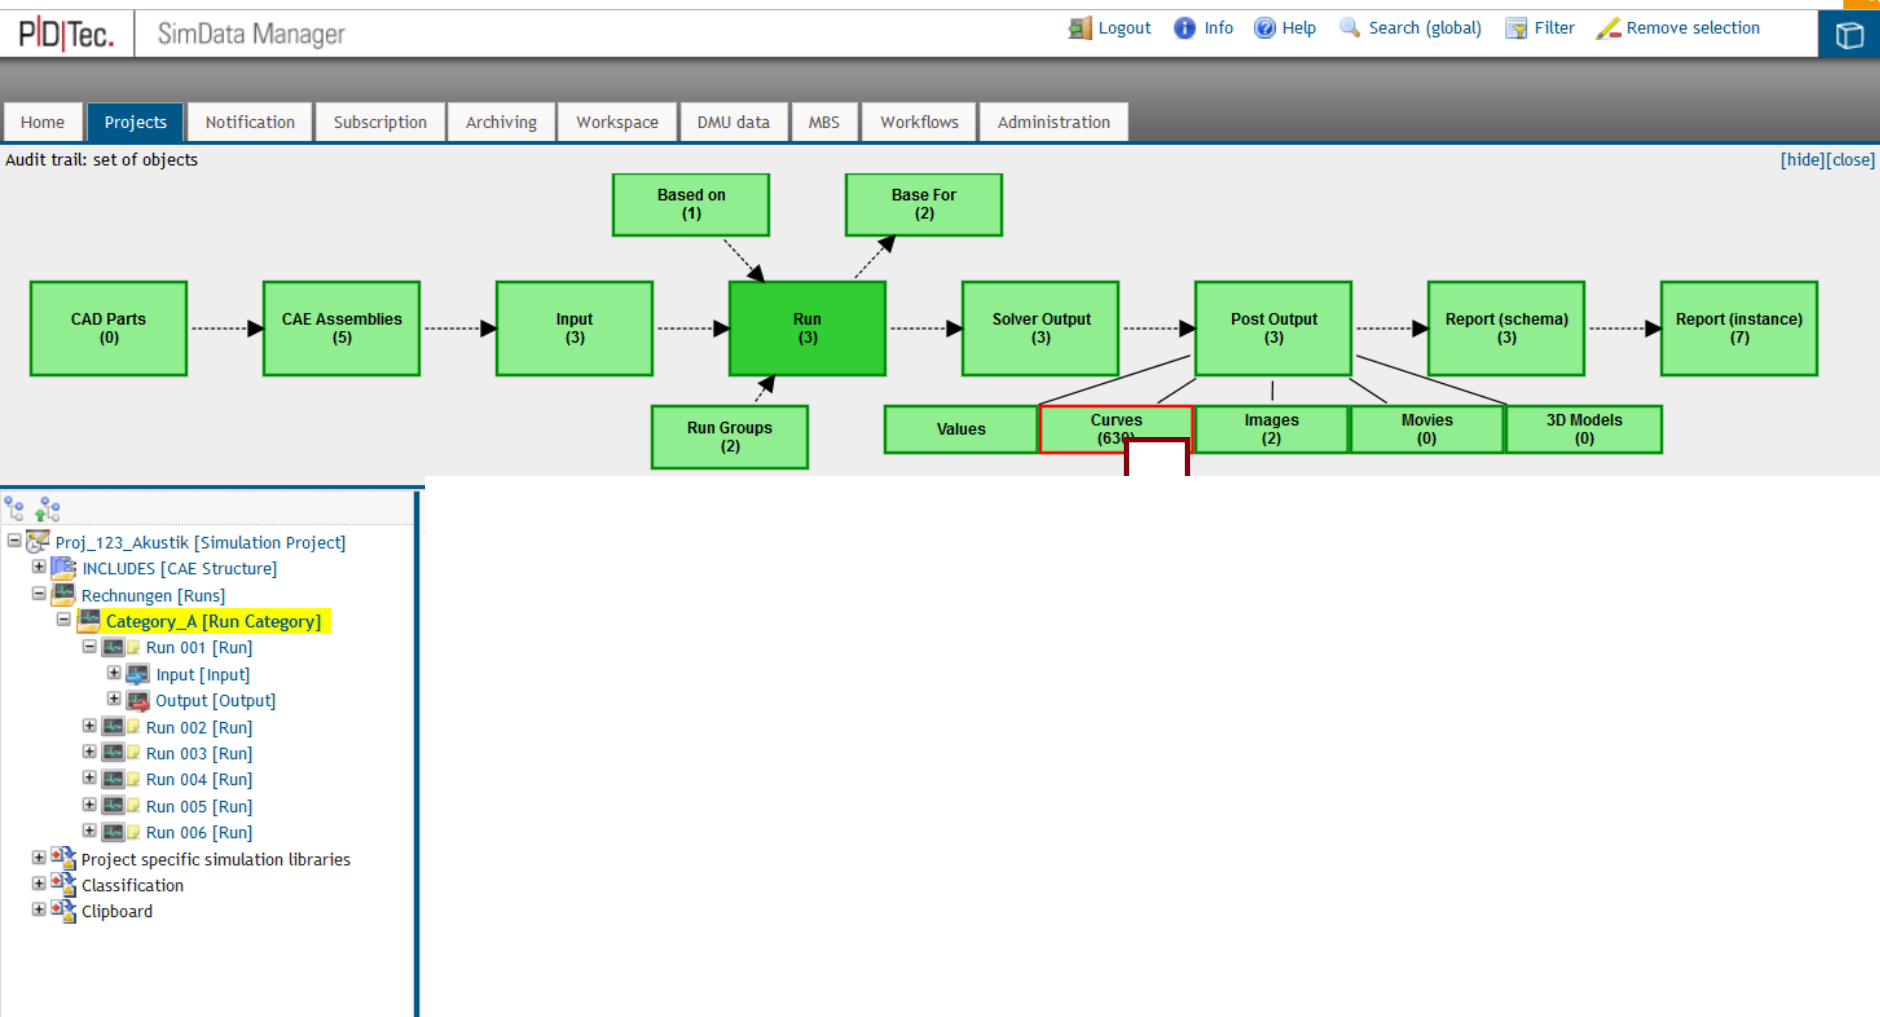 PDTec. SimData Manager
Logout Info Help Search (global) Filter Remove selection
Home Projects Notification Subscription Archiving Workspace DMU data MBS Workflows Administration
Audit trail: set of objects [hide][close]
Based on
(1)
Base For
(2)
CAD Parts
(0)
CAE Assemblies
(5)
Input
(3)
Run
(3)
Solver Output
(3)
Post Output
(3)
Report (schema)
(3)
Report (instance)
(7)
Run Groups
(2)
Values
Curves
(630)
Images
(2)
Movies
(0)
3D Models
(0)
Proj_123_Akustik [Simulation Project]
INCLUDES [CAE Structure]
Rechnungen [Runs]
Category_A [Run Category]
Run 001 [Run]
Input [Input]
Output [Output]
Run 002 [Run]
Run 003 [Run]
Run 004 [Run]
Run 005 [Run]
Run 006 [Run]
Project specific simulation libraries
Classification
Clipboard